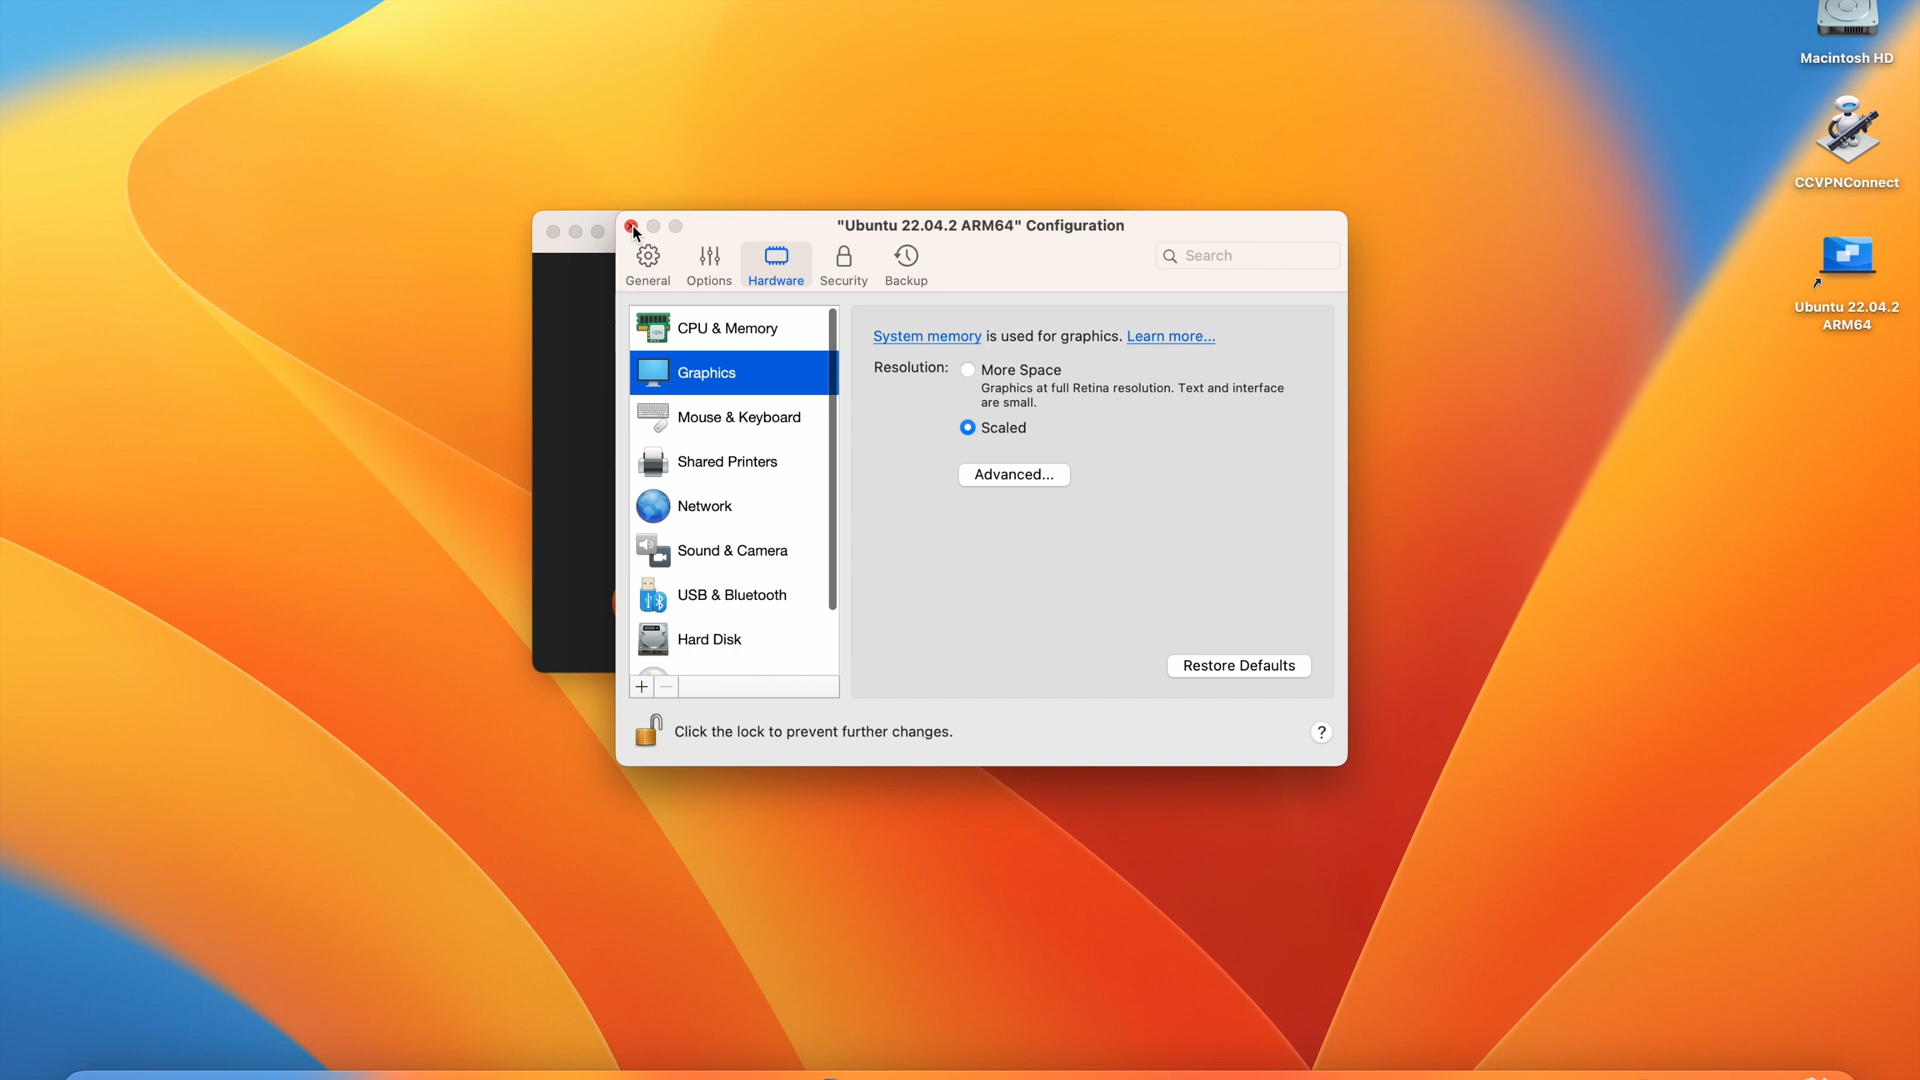 Macintosh HD
CCVPNConnect
Ubuntu 22.04.2
ARM64
"Ubuntu 22.04.2 ARM64" Configuration
General
Options
Hardware
Security
Backup
Search
CPU & Memory
Graphics
Mouse & Keyboard
Shared Printers
Network
Sound & Camera
USB & Bluetooth
Hard Disk
System memory is used for graphics. Learn more...
Resolution:
More Space
Graphics at full Retina resolution. Text and interface
are small.
Scaled
Advanced...
Restore Defaults
Click the lock to prevent further changes.
?